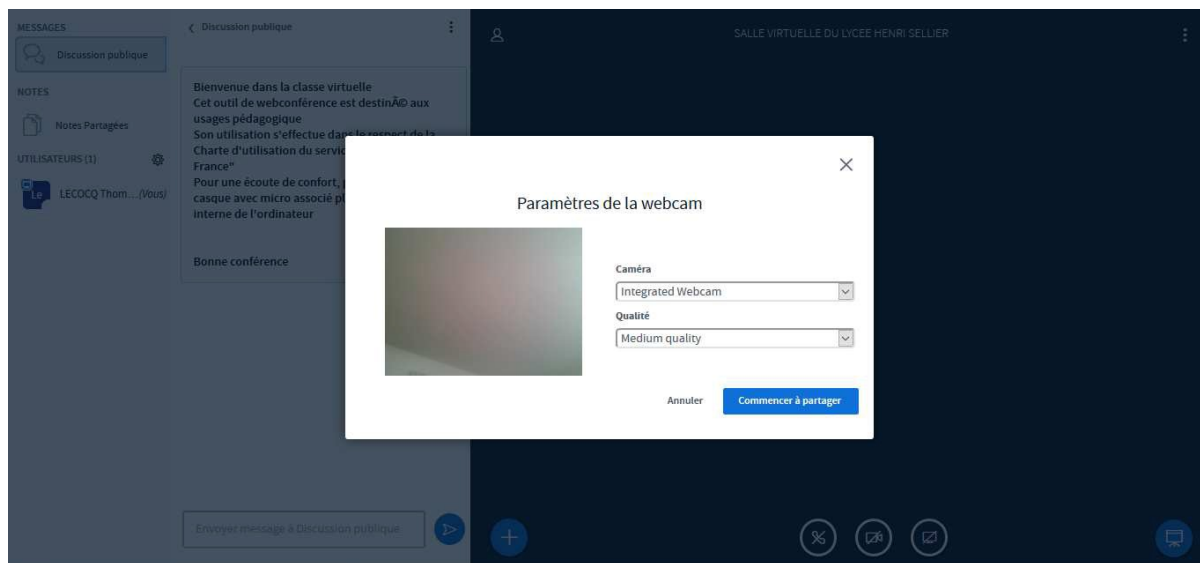 MESSAGES
Discussion publique
NOTES
Notes Partagées
UTILISATEURS (1)
Le
LECOCQ Thom... (Vous)
Discussion publique
Bienvenue dans la classe virtuelle
Cet outil de webconférence est destinÃ© aux
usages pédagogique
Son utilisation s'effectue dans le respect de la
Charte d'utilisation du servic
France"
Pour une écoute de confort,
casque avec micro associé pl
interne de l'ordinateur
Bonne conférence
Envoyer message à Discussion publique
SALLE VIRTUELLE DU LYCEE HENRI SELLIER
Paramètres de la webcam
Caméra
Integrated Webcam
Qualité
Medium quality
Annuler
Commencer à partager